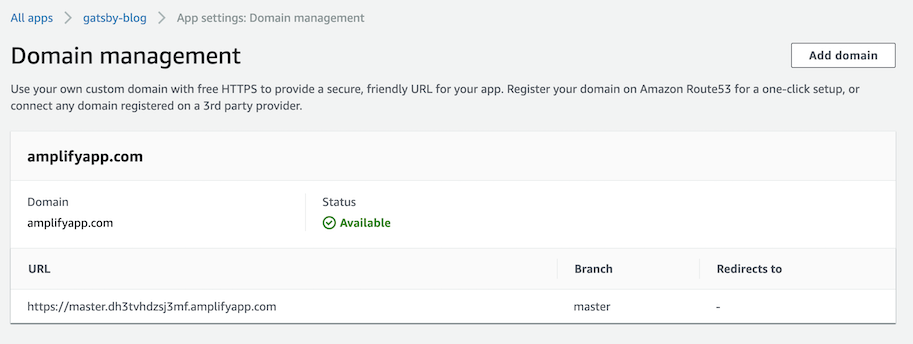 All apps > gatsby-blog > App settings: Domain management
Domain management
Add domain
Use your own custom domain with free HTTPS to provide a secure, friendly URL for your app. Register your domain on Amazon Route53 for a one-click setup, or
connect any domain registered on a 3rd party provider.
amplifyapp.com
Domain
Status
amplifyapp.com
Available
URL
Branch
Redirects to
https://master.dh3tvhdzsj3mf.amplifyapp.com
master
-